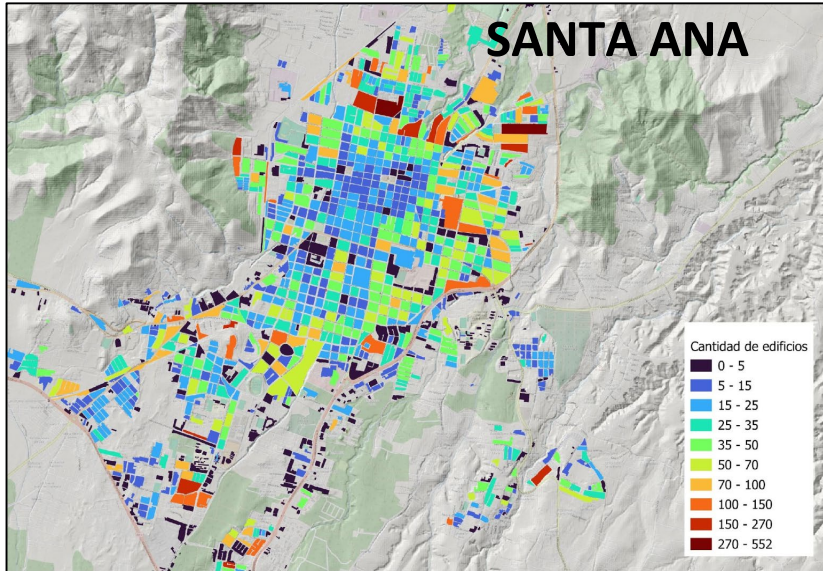 SANTA ANA
Cantidad de edificios
0 - 5
5 - 15
15 - 25
25 - 35
35 - 50
50 - 70
70 - 100
100 - 150
150 - 270
270 - 552